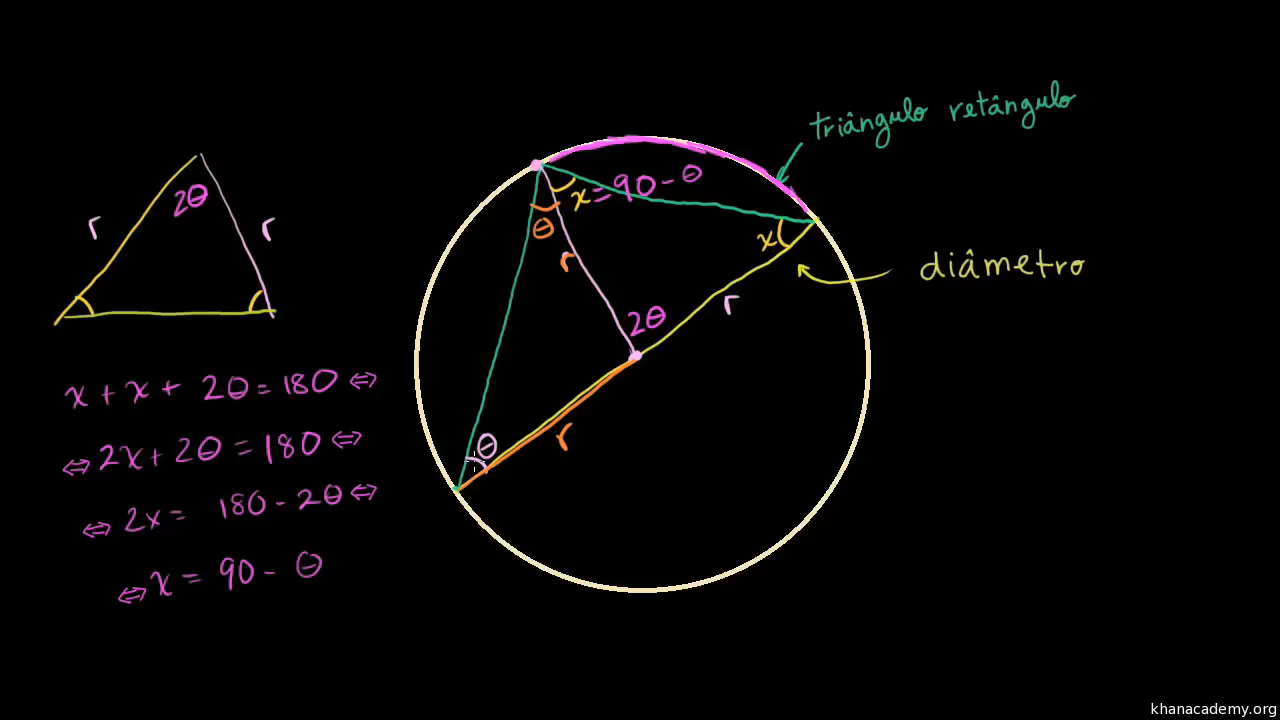 triângulo retângulo
x = 90 - θ
2θ
r
r
θ
r
x
diâmetro
2θ
r
x + x + 2θ = 180 ⇔
⇔ 2x + 2θ = 180 ⇔
θ
r
⇔ 2x = 180 - 2θ ⇔
⇔ x = 90 - θ
khanacademy.org